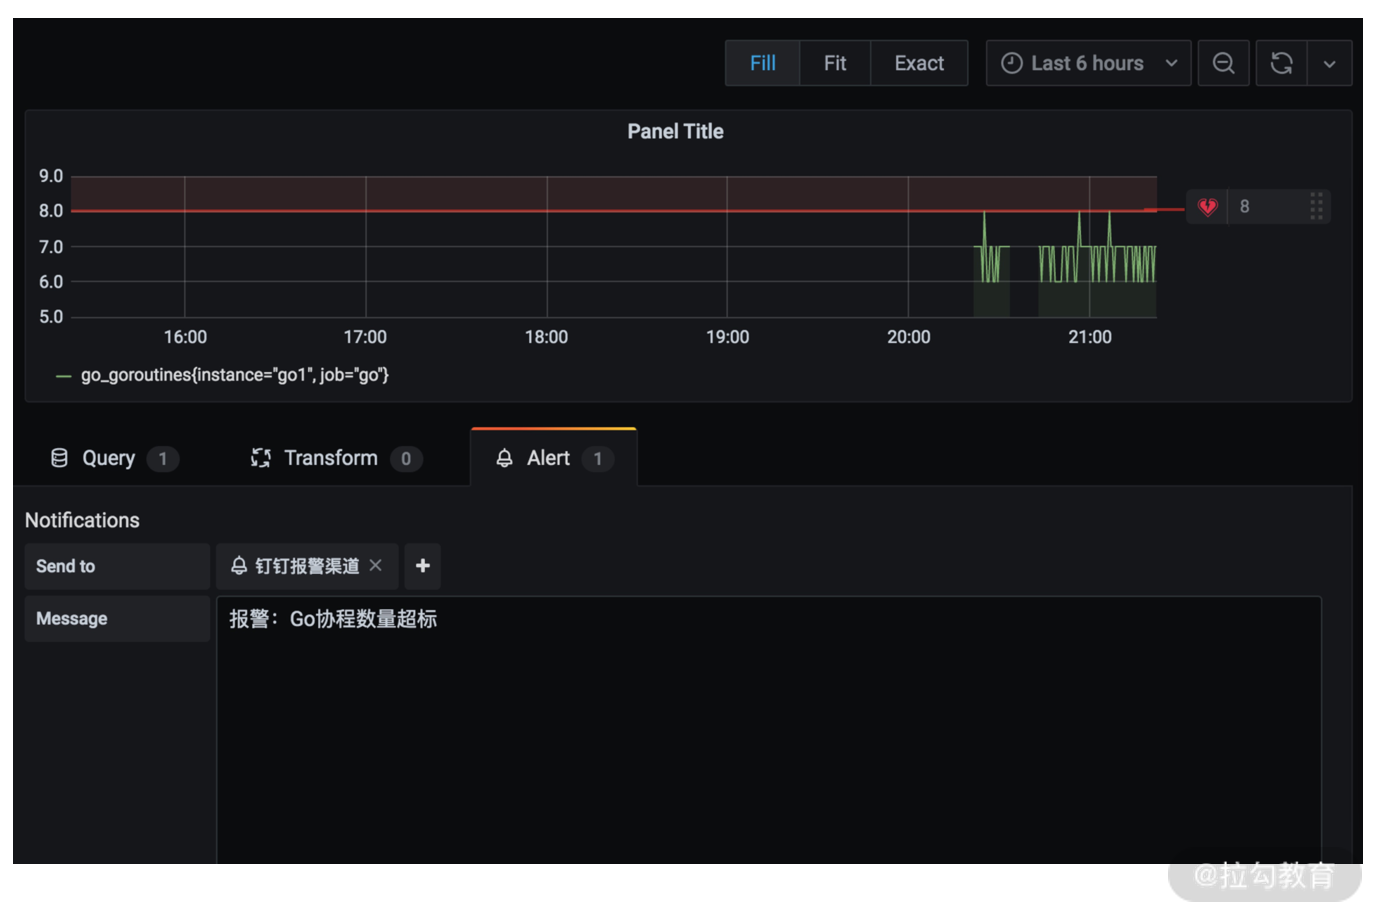 Fill Fit Exact Last 6 hours
Panel Title
9.0
8.0
8
7.0
6.0
5.0
16:00 17:00 18:00 19:00 20:00 21:00
go_goroutines{instance="go1", job="go"}
Query 1 Transform 0 Alert 1
Notifications
Send to 钉钉报警渠道
Message 报警：Go协程数量超标
@拉勾教育